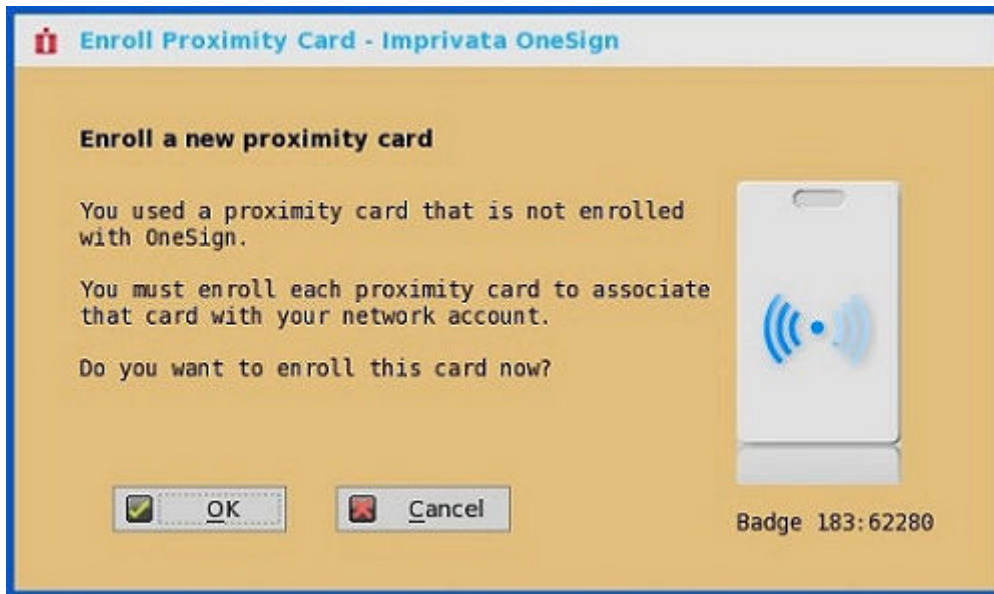 Enroll Proximity Card - Imprivata OneSign
Enroll a new proximity card
You used a proximity card that is not enrolled
with OneSign.
You must enroll each proximity card to associate
that card with your network account.
Do you want to enroll this card now?
OK
Cancel
Badge 183:62280